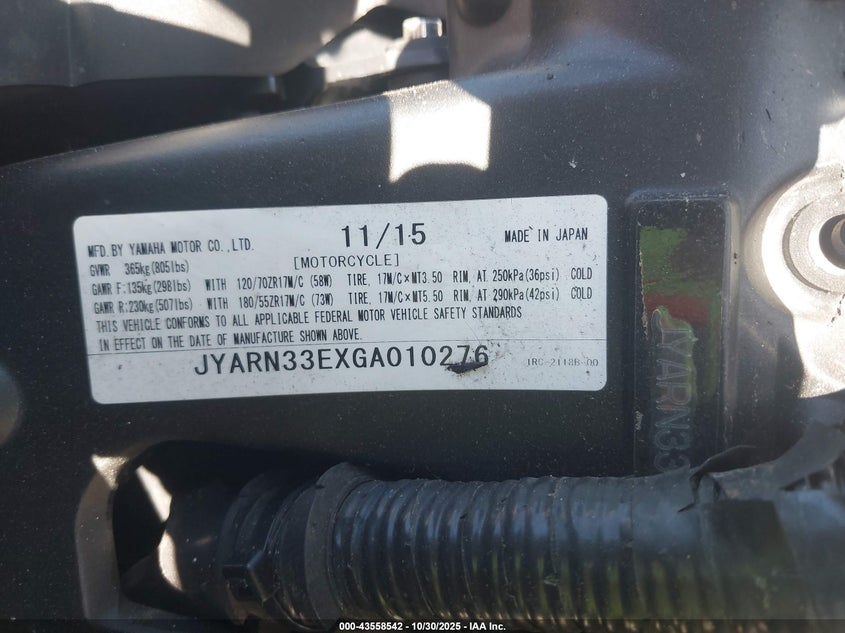 11/15
MFD. BY YAMAHA MOTOR CO., LTD.
MADE IN JAPAN
[MOTORCYCLE]
GVWR 365kg(805lbs)
GAWR F:135kg(298lbs) WITH 120/70ZR17M/C (58W) TIRE, 17M/C×MT3.50 RIM, AT 250kPa(36psi) COLD
GAWR R:230kg(507lbs) WITH 180/55ZR17M/C (73W) TIRE, 17M/C×MT5.50 RIM, AT 290kPa(42psi) COLD
THIS VEHICLE CONFORMS TO ALL APPLICABLE FEDERAL MOTOR VEHICLE SAFETY STANDARDS
IN EFFECT ON THE DATE OF MANUFACTURE SHOWN ABOVE.
JYARN33EXGA010276
1RC-2118B-00
JYARN33
000-43558542 - 10/30/2025 - IAA Inc.